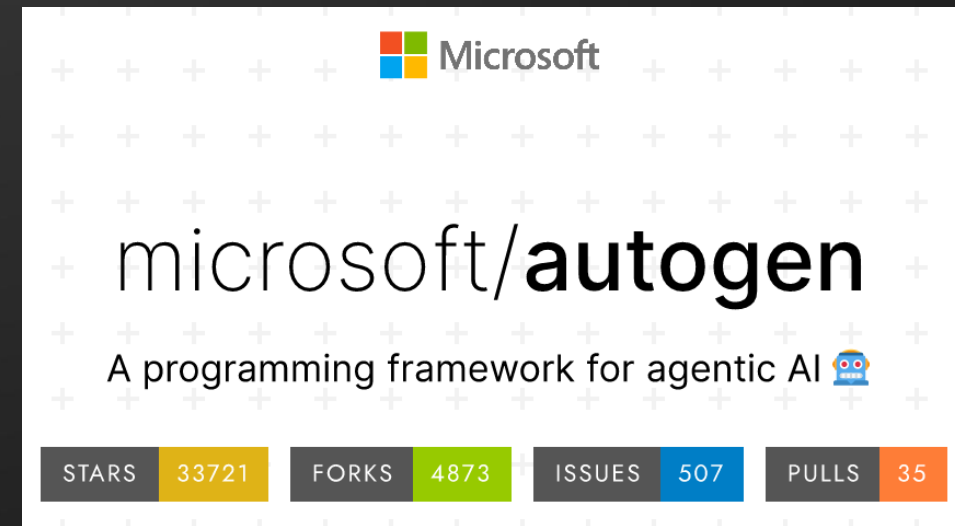 Microsoft
microsoft/autogen
A programming framework for agentic AI 🤖
STARS 33721 FORKS 4873 ISSUES 507 PULLS 35